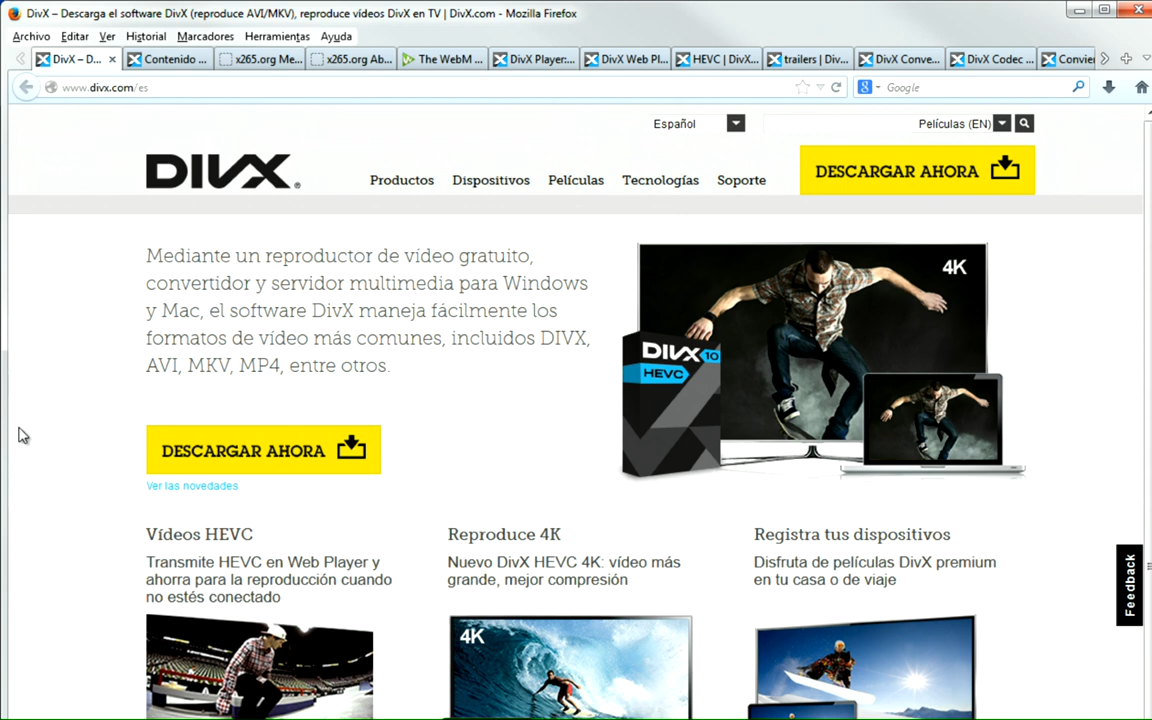 DivX – Descarga el software DivX (reproduce AVI/MKV), reproduce vídeos DivX en TV | DivX.com - Mozilla Firefox
Archivo Editar Ver Historial Marcadores Herramientas Ayuda
DivX – D... Contenido ... x265.org Me... x265.org Ab... The WebM ... DivX Player:... DivX Web Pl... HEVC | DivX... trailers | Div... DivX Conve... DivX Codec ... Convier
www.divx.com/es Google
Español Películas (EN)
DIVX®
Productos Dispositivos Películas Tecnologías Soporte
DESCARGAR AHORA
Mediante un reproductor de vídeo gratuito,
convertidor y servidor multimedia para Windows
y Mac, el software DivX maneja fácilmente los
formatos de vídeo más comunes, incluidos DIVX,
AVI, MKV, MP4, entre otros.
4K
DIVX 10
HEVC
DESCARGAR AHORA
Ver las novedades
Vídeos HEVC
Transmite HEVC en Web Player y
ahorra para la reproducción cuando
no estés conectado
Reproduce 4K
Nuevo DivX HEVC 4K: vídeo más
grande, mejor compresión
4K
Registra tus dispositivos
Disfruta de películas DivX premium
en tu casa o de viaje
Feedback